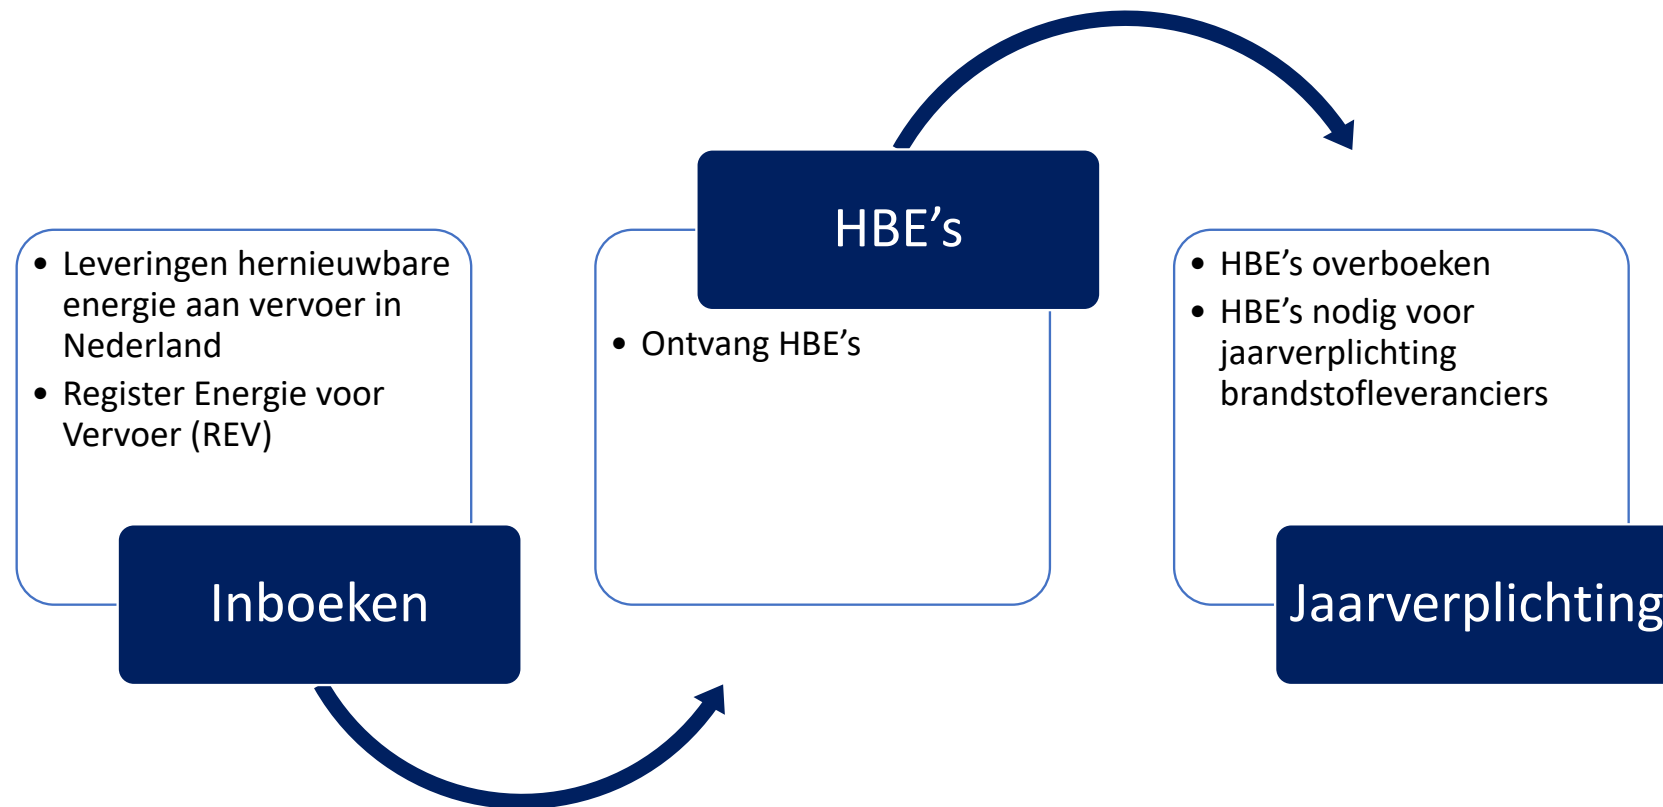 • Leveringen hernieuwbare
energie aan vervoer in
Nederland
• Register Energie voor
Vervoer (REV)
Inboeken
HBE’s
• Ontvang HBE’s
• HBE’s overboeken
• HBE’s nodig voor
jaarverplichting
brandstofleveranciers
Jaarverplichting